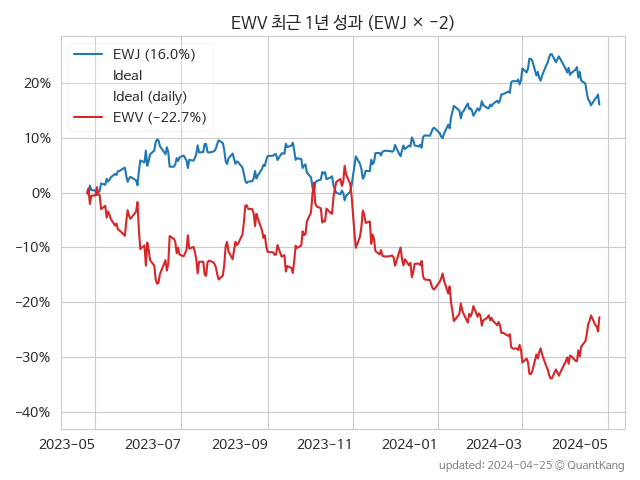 EWV 최근 1년 성과 (EWJ × −2)
EWJ (16.0%)
Ideal
Ideal (daily)
EWV (−22.7%)
20%
10%
0%
−10%
−20%
−30%
−40%
2023−05 2023−07 2023−09 2023−11 2024−01 2024−03 2024−05
updated: 2024−04−25 © QuantKang